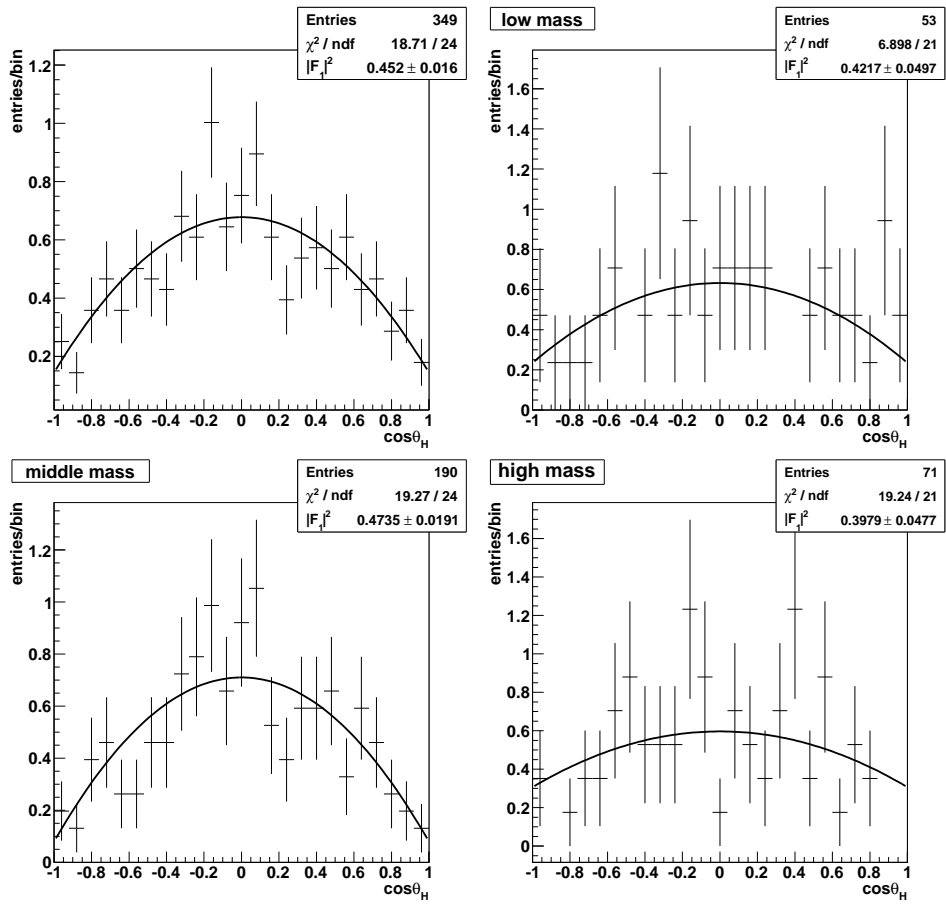 Entries 349
χ² / ndf 18.71 / 24
|F₁|² 0.452 ± 0.016
entries/bin
1.2
1
0.8
0.6
0.4
0.2
-1 -0.8 -0.6 -0.4 -0.2 0 0.2 0.4 0.6 0.8 1
cosθ_H
low mass
Entries 53
χ² / ndf 6.898 / 21
|F₁|² 0.4217 ± 0.0497
entries/bin
1.6
1.4
1.2
1
0.8
0.6
0.4
0.2
0
-1 -0.8 -0.6 -0.4 -0.2 0 0.2 0.4 0.6 0.8 1
cosθ_H
middle mass
Entries 190
χ² / ndf 19.27 / 24
|F₁|² 0.4735 ± 0.0191
entries/bin
1.2
1
0.8
0.6
0.4
0.2
0
-1 -0.8 -0.6 -0.4 -0.2 0 0.2 0.4 0.6 0.8 1
cosθ_H
high mass
Entries 71
χ² / ndf 19.24 / 21
|F₁|² 0.3979 ± 0.0477
entries/bin
1.6
1.4
1.2
1
0.8
0.6
0.4
0.2
0
-1 -0.8 -0.6 -0.4 -0.2 0 0.2 0.4 0.6 0.8 1
cosθ_H